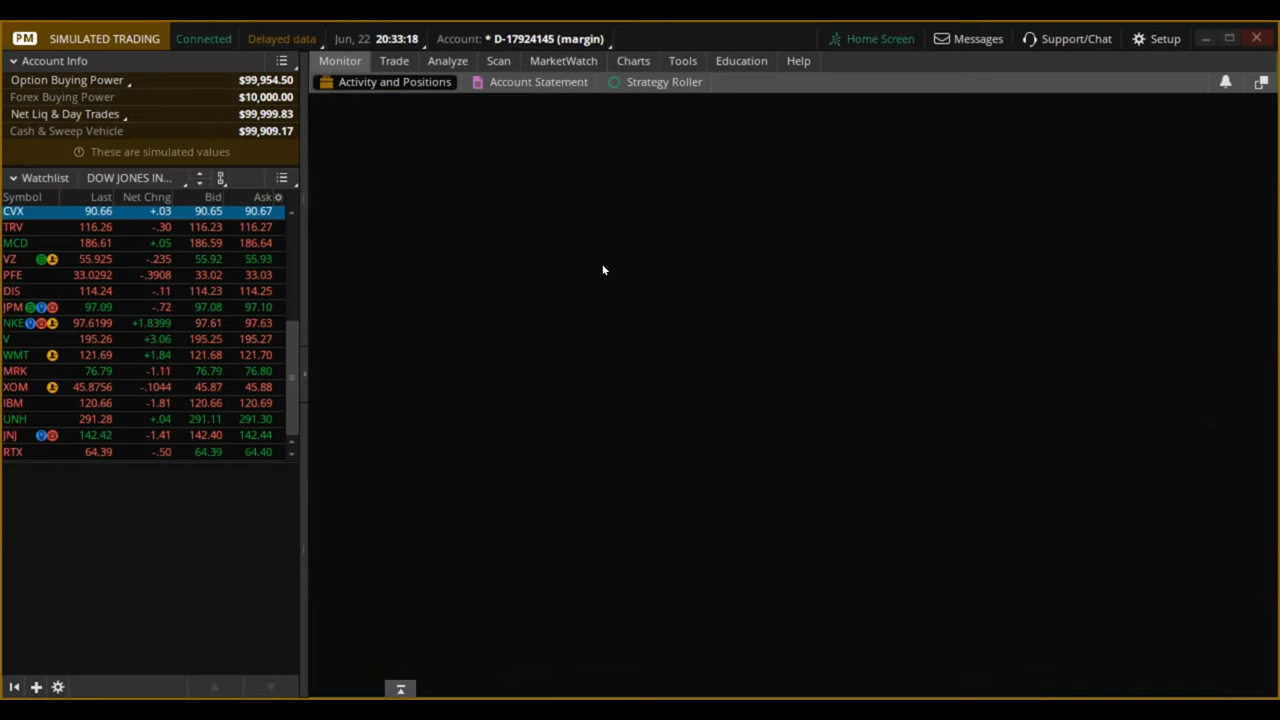 PM SIMULATED TRADING Connected Delayed data Jun, 22 20:33:18 Account: * D-17924145 (margin) Home Screen Messages Support/Chat Setup
Account Info
Option Buying Power $99,954.50
Forex Buying Power $10,000.00
Net Liq & Day Trades $99,999.83
Cash & Sweep Vehicle $99,909.17
These are simulated values
Monitor Trade Analyze Scan MarketWatch Charts Tools Education Help
Activity and Positions Account Statement Strategy Roller
Watchlist DOW JONES IN...
Symbol Last Net Chng Bid Ask
CVX 90.66 +.03 90.65 90.67
TRV 116.26 -.30 116.23 116.27
MCD 186.61 +.05 186.59 186.64
VZ 55.925 -.235 55.92 55.93
PFE 33.0292 -.3908 33.02 33.03
DIS 114.24 -.11 114.23 114.25
JPM 97.09 -.72 97.08 97.10
NKE 97.6199 +1.8399 97.61 97.63
V 195.26 +3.06 195.25 195.27
WMT 121.69 +1.84 121.68 121.70
MRK 76.79 -1.11 76.79 76.80
XOM 45.8756 -.1044 45.87 45.88
IBM 120.66 -1.81 120.66 120.69
UNH 291.28 +.04 291.11 291.30
JNJ 142.42 -1.41 142.40 142.44
RTX 64.39 -.50 64.39 64.40